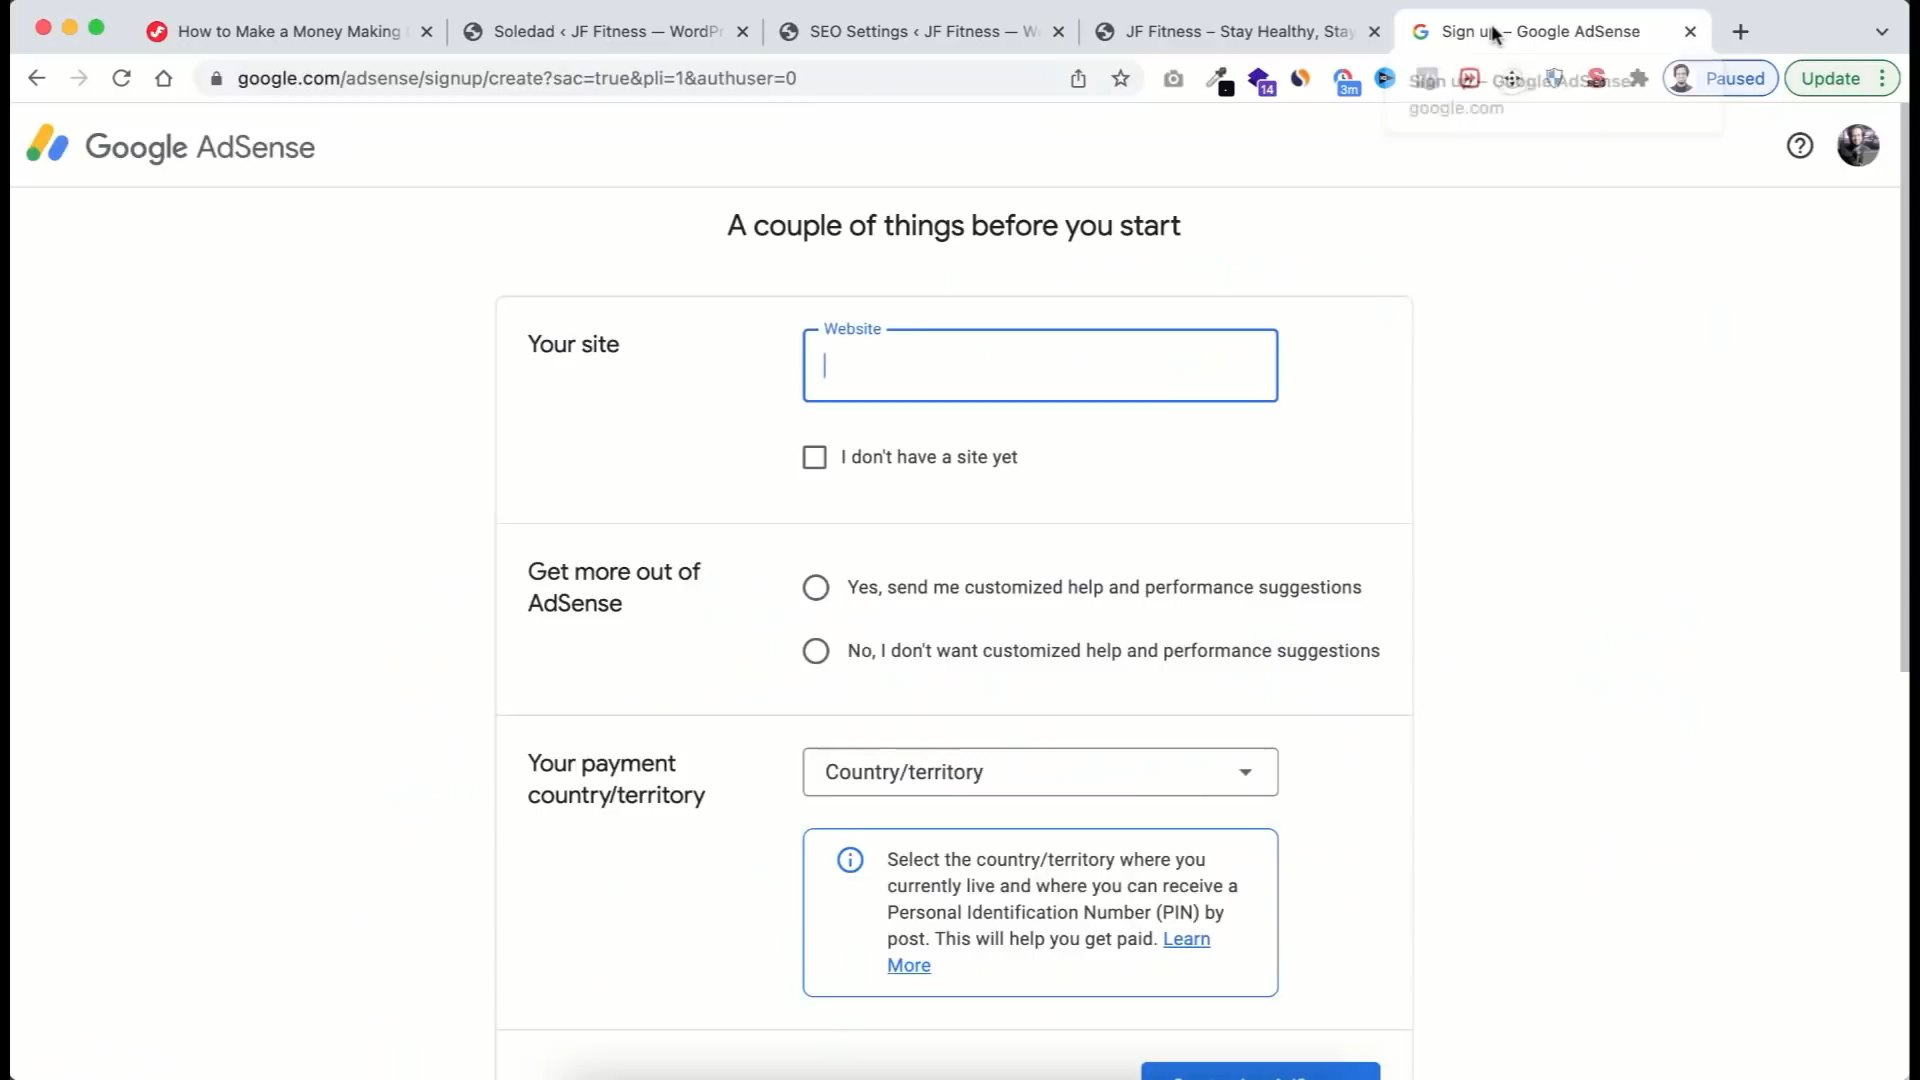 How to Make a Money Making
Soledad ‹ JF Fitness — WordPr
SEO Settings ‹ JF Fitness — W
JF Fitness – Stay Healthy, Stay
Sign up – Google AdSense
google.com/adsense/signup/create?sac=true&pli=1&authuser=0
14
3m
Paused
Update
Sign up – Google AdSense
google.com
Google AdSense
A couple of things before you start
Your site
Website
I don't have a site yet
Get more out of
AdSense
Yes, send me customized help and performance suggestions
No, I don't want customized help and performance suggestions
Your payment
country/territory
Country/territory
Select the country/territory where you
currently live and where you can receive a
Personal Identification Number (PIN) by
post. This will help you get paid. Learn
More